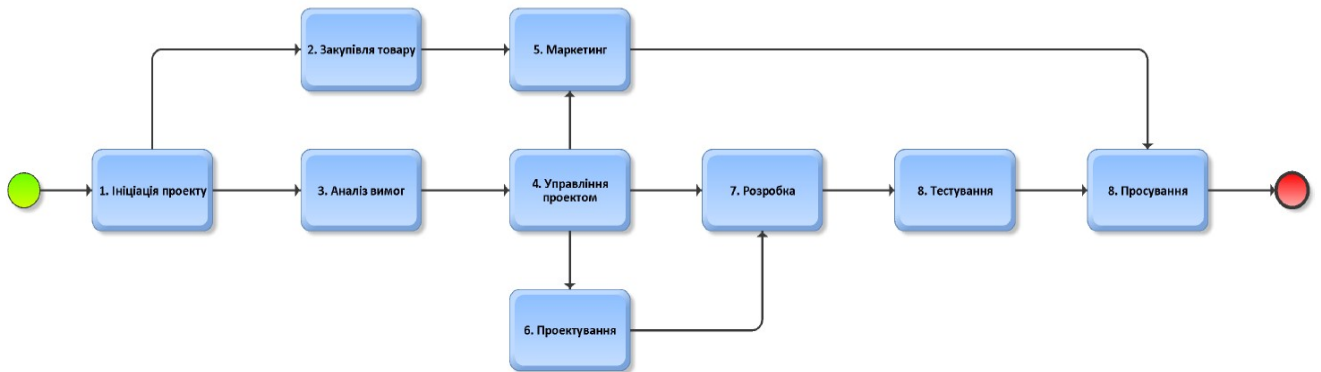 2. Закупівля товару
5. Маркетинг
1. Ініціація проекту
3. Аналіз вимог
4. Управління
проектом
7. Розробка
8. Тестування
8. Просування
6. Проектування